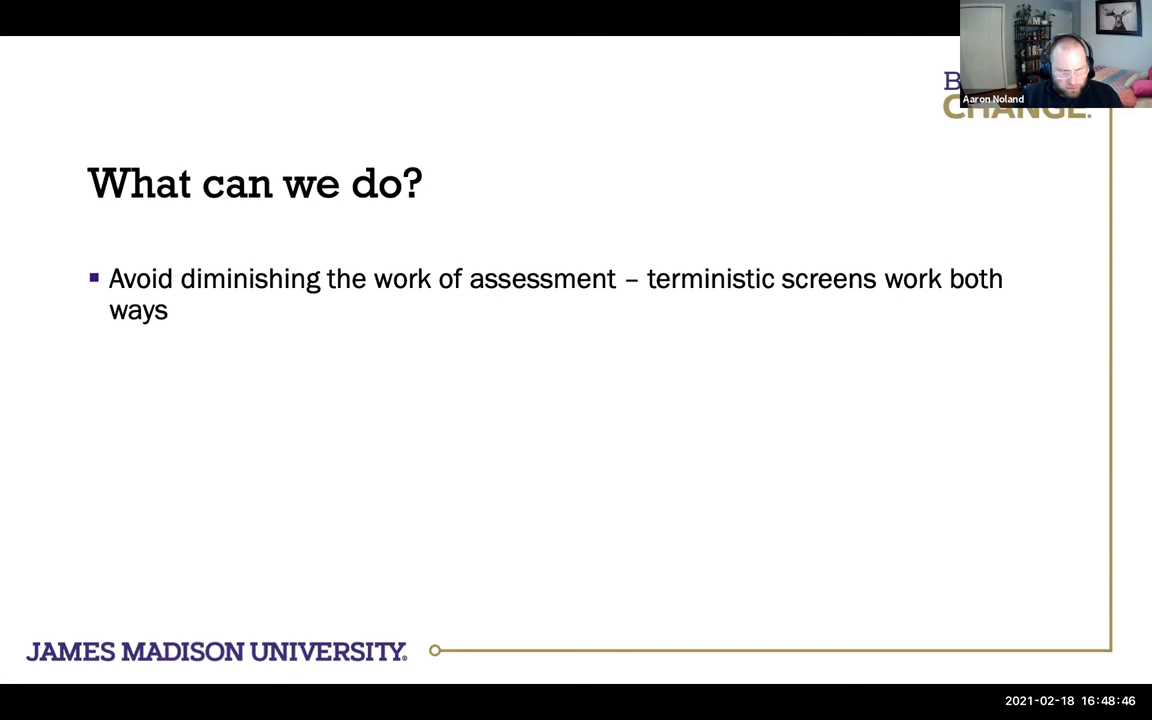 Aaron Noland
CHANGE.
What can we do?
▪ Avoid diminishing the work of assessment – terministic screens work both
ways
JAMES MADISON UNIVERSITY®
2021-02-18 16:48:46